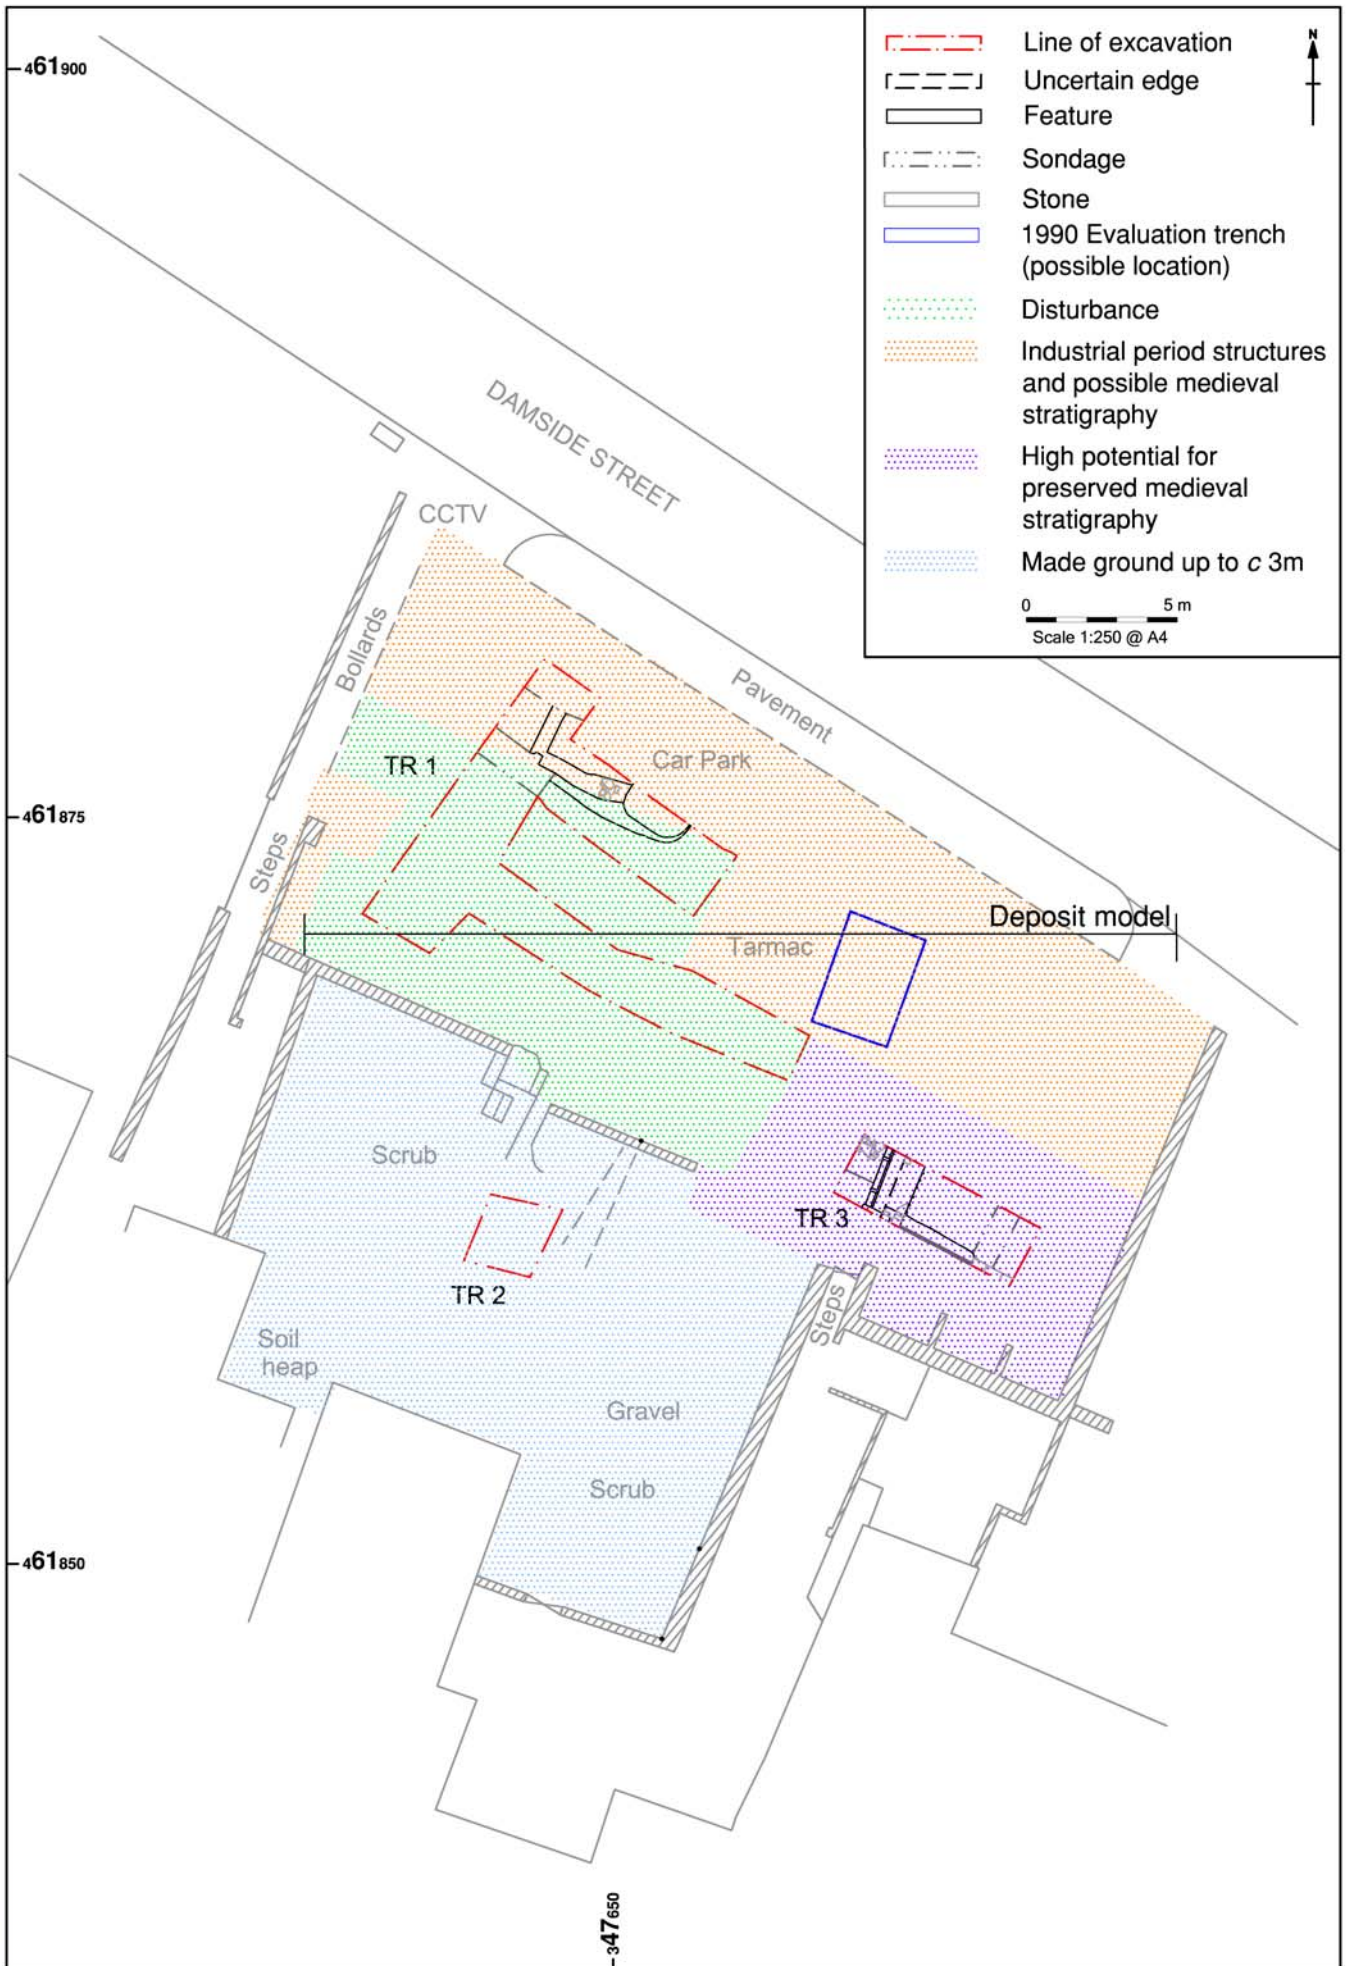 461900
Line of excavation
N
Uncertain edge
Feature
Sondage
Stone
1990 Evaluation trench
(possible location)
Disturbance
Industrial period structures
and possible medieval
stratigraphy
High potential for
preserved medieval
stratigraphy
Made ground up to c 3m
0 5 m
Scale 1:250 @ A4
DAMSIDE STREET
CCTV
Bollards
Pavement
Car Park
TR 1
461875
Steps
Deposit model
Tarmac
Scrub
TR 3
TR 2
Steps
Soil
heap
Gravel
Scrub
461850
347650